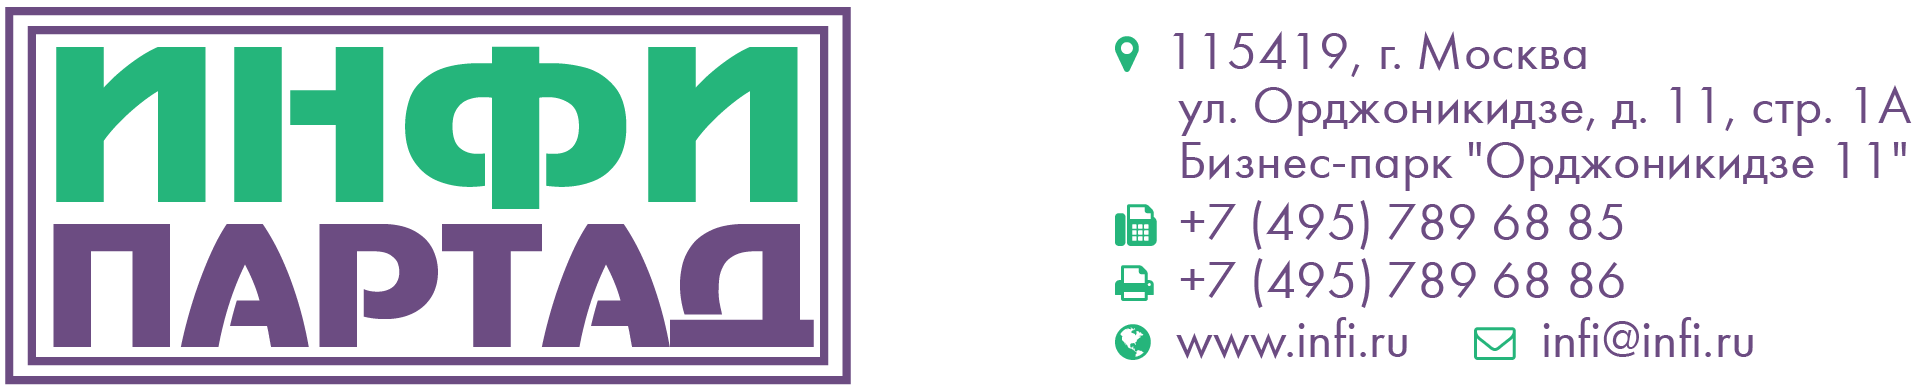 ИНФИ
ПАРТАД
115419, г. Москва
ул. Орджоникидзе, д. 11, стр. 1А
Бизнес-парк "Орджоникидзе 11"
+7 (495) 789 68 85
+7 (495) 789 68 86
www.infi.ru infi@infi.ru